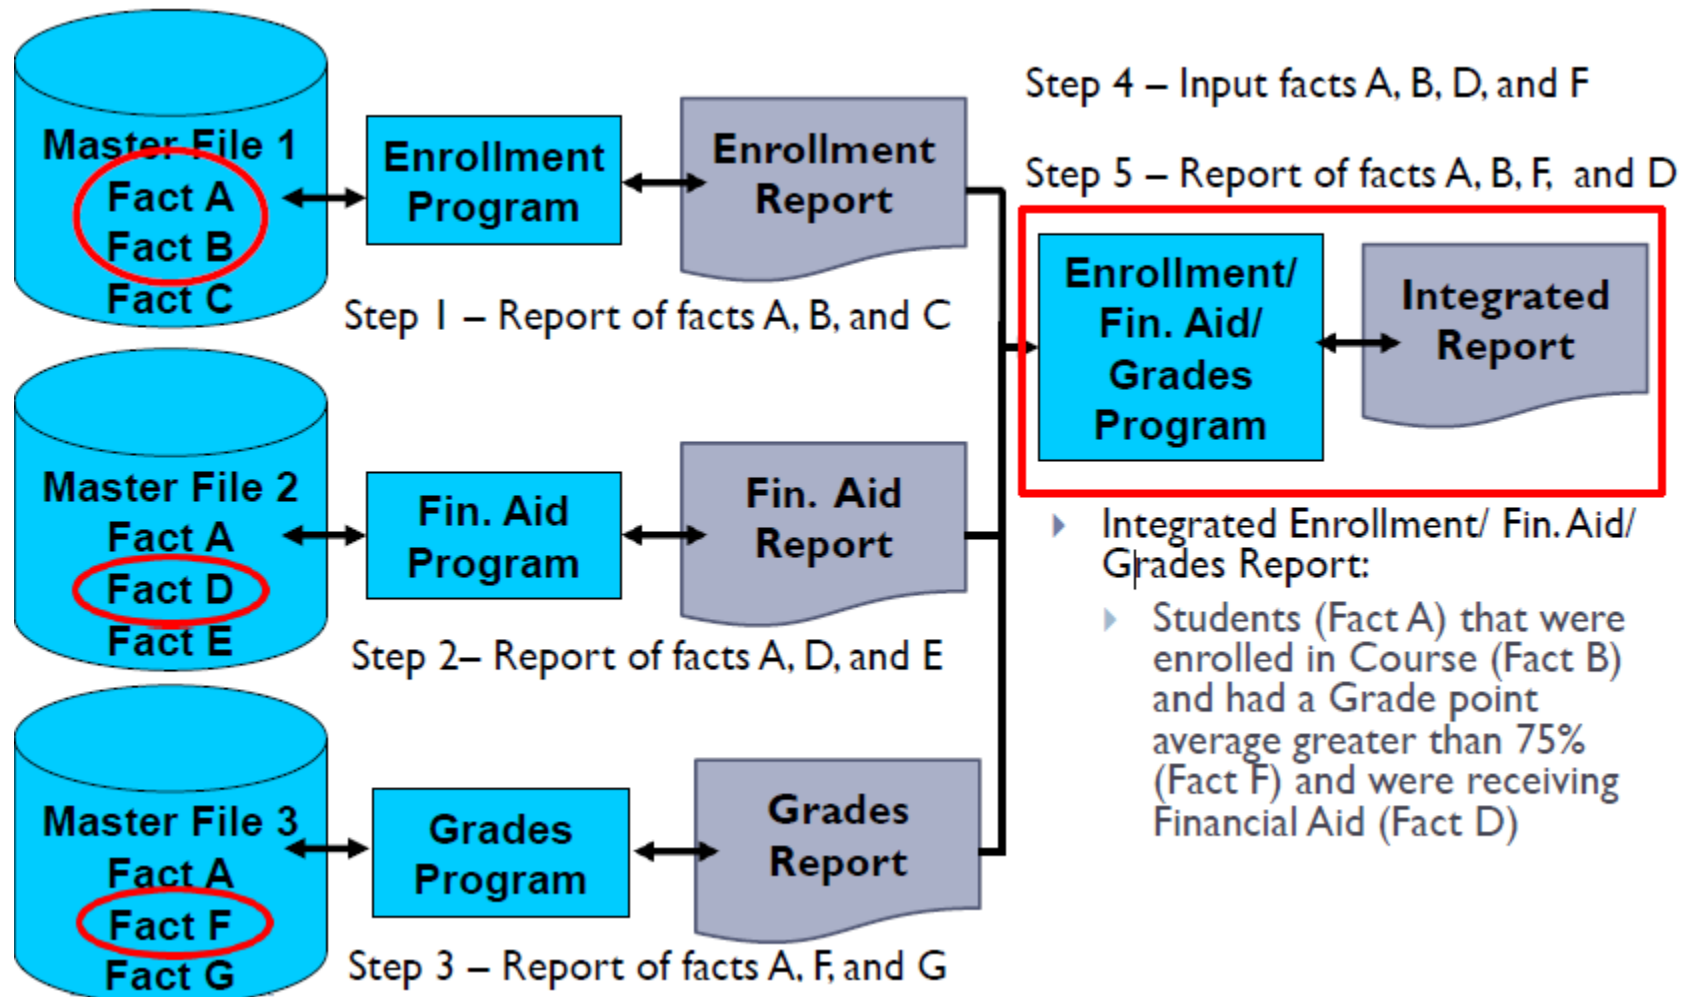 Master File 1
Fact A
Fact B
Fact C
Enrollment
Program
Enrollment
Report
Step 1 – Report of facts A, B, and C
Master File 2
Fact A
Fact D
Fact E
Fin. Aid
Program
Fin. Aid
Report
Step 2– Report of facts A, D, and E
Master File 3
Fact A
Fact F
Fact G
Grades
Program
Grades
Report
Step 3 – Report of facts A, F, and G
Step 4 – Input facts A, B, D, and F
Step 5 – Report of facts A, B, F, and D
Enrollment/
Fin. Aid/
Grades
Program
Integrated
Report
Integrated Enrollment/ Fin. Aid/
Grades Report:
Students (Fact A) that were
enrolled in Course (Fact B)
and had a Grade point
average greater than 75%
(Fact F) and were receiving
Financial Aid (Fact D)